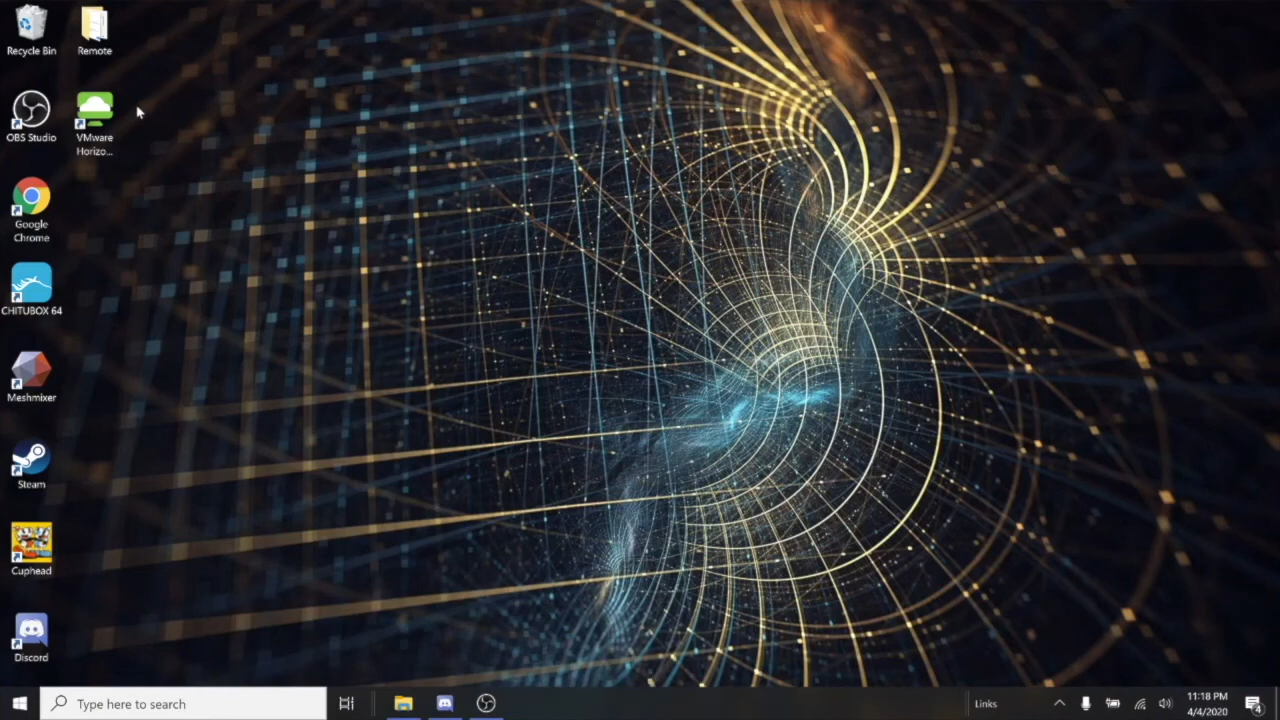 Recycle Bin
Remote
OBS Studio
VMware
Horizo...
Google
Chrome
CHITUBOX 64
Meshmixer
Steam
Cuphead
Discord
Type here to search
Links
11:18 PM
4/4/2020
4